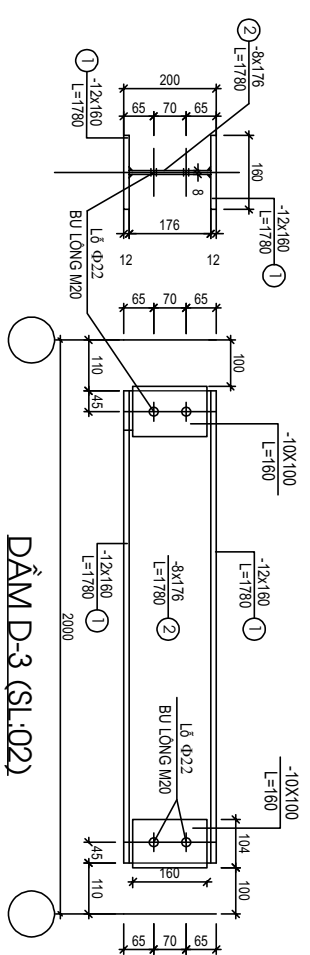 2
-8x176
L=1780
1
-12x160
L=1780
200
65
70
65
160
8
176
12
12
-12x160
L=1780
1
Lỗ Φ22
BU LÔNG M20
65
70
65
100
110
45
-10X100
L=160
-12x160
L=1780
1
-8x176
L=1780
2
-12x160
L=1780
1
2000
Lỗ Φ22
BU LÔNG M20
-10X100
L=160
104
100
160
45
110
65
70
65
DẦM D-3 (SL:02)